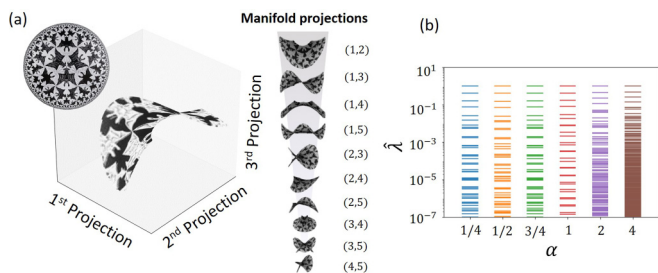 (a)
Manifold projections
(1,2)
(1,3)
(1,4)
(1,5)
(2,3)
(2,4)
(2,5)
(3,4)
(3,5)
(4,5)
1st Projection
2nd Projection
3rd Projection
(b)
10¹
10⁻¹
10⁻³
10⁻⁵
10⁻⁷
λ̂
1/4 1/2 3/4 1 2 4
α